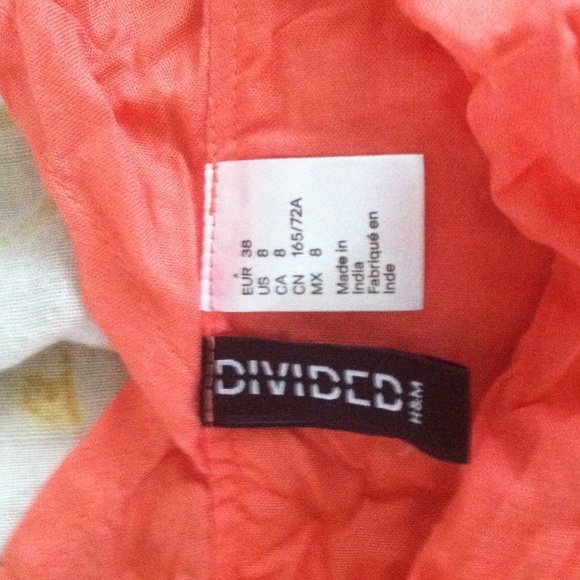 EUR 38
US 8
CA 8
CN 165/72A
MX 8
Made in
India
Fabriqué en
Inde
DIVIDED
H&M